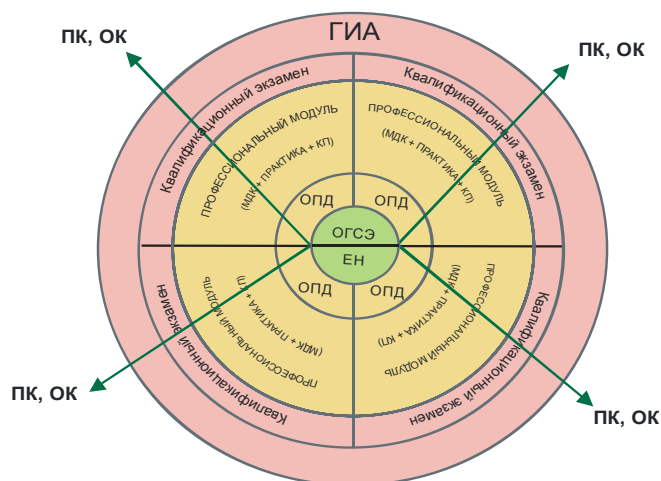 ГИА
ПК, ОК
ПК, ОК
Квалификационный экзамен
Квалификационный экзамен
ПРОФЕССИОНАЛЬНЫЙ МОДУЛЬ
(МДК + ПРАКТИКА + КП)
ПРОФЕССИОНАЛЬНЫЙ МОДУЛЬ
(МДК + ПРАКТИКА + КП)
ОПД
ОПД
ОГСЭ
ЕН
ОПД
ОПД
(МДК + ПРАКТИКА + КП)
ПРОФЕССИОНАЛЬНЫЙ МОДУЛЬ
(МДК + ПРАКТИКА + КП)
ПРОФЕССИОНАЛЬНЫЙ МОДУЛЬ
Квалификационный экзамен
Квалификационный экзамен
ПК, ОК
ПК, ОК